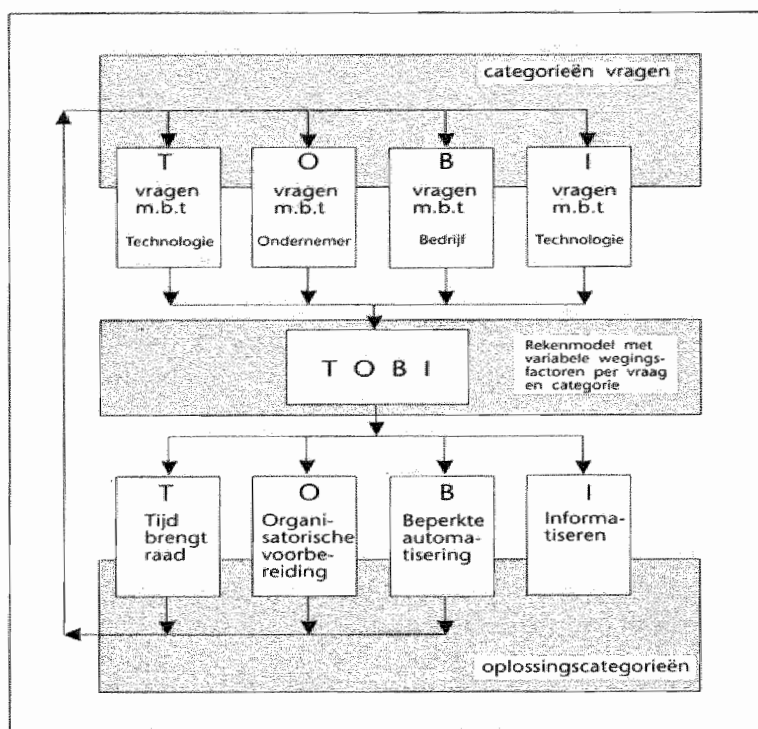 categorieën vragen
T
vragen
m.b.t
Technologie
O
vragen
m.b.t
Ondernemer
B
vragen
m.b.t
Bedrijf
I
vragen
m.b.t
Technologie
T O B I
Rekenmodel met
variabele wegings-
factoren per vraag
en categorie
T
Tijd
brengt
raad
O
Organi-
satorische
voorbe-
reiding
B
Beperkte
automa-
tisering
I
Informa-
tiseren
oplossingscategorieën